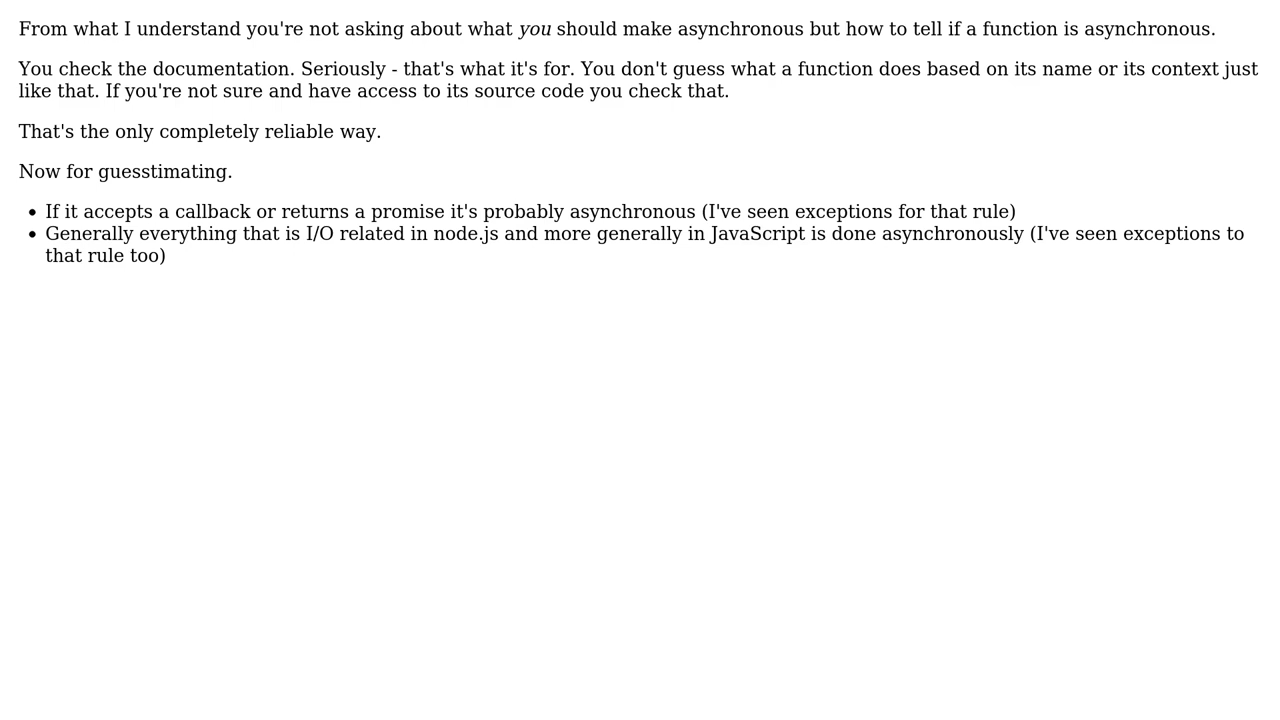 From what I understand you're not asking about what you should make asynchronous but how to tell if a function is asynchronous.
You check the documentation. Seriously - that's what it's for. You don't guess what a function does based on its name or its context just
like that. If you're not sure and have access to its source code you check that.
That's the only completely reliable way.
Now for guesstimating.
• If it accepts a callback or returns a promise it's probably asynchronous (I've seen exceptions for that rule)
• Generally everything that is I/O related in node.js and more generally in JavaScript is done asynchronously (I've seen exceptions to
that rule too)